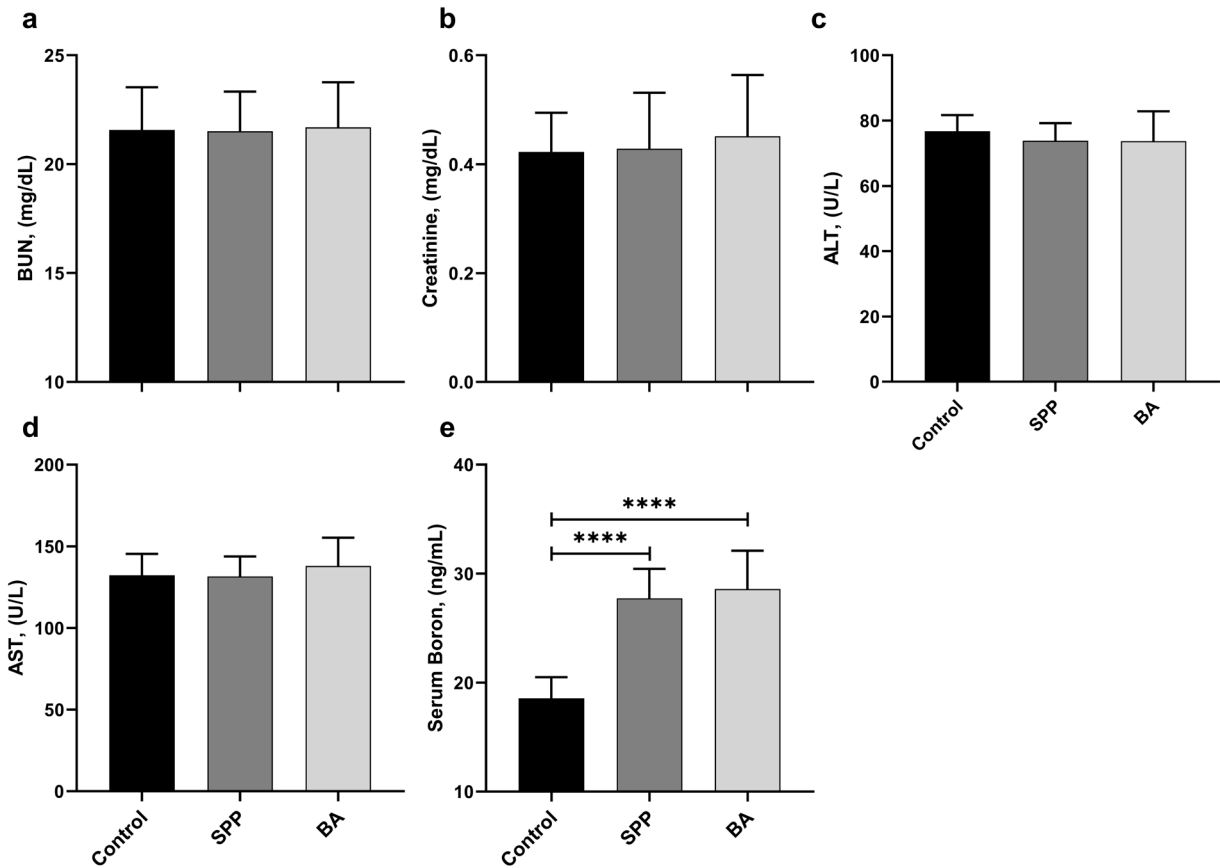 a
BUN, (mg/dL)
25
20
15
10
b
Creatinine, (mg/dL)
0.6
0.4
0.2
0.0
c
ALT, (U/L)
100
80
60
40
20
0
Control
SPP
BA
d
AST, (U/L)
200
150
100
50
0
Control
SPP
BA
e
Serum Boron, (ng/mL)
40
30
20
10
****
****
Control
SPP
BA